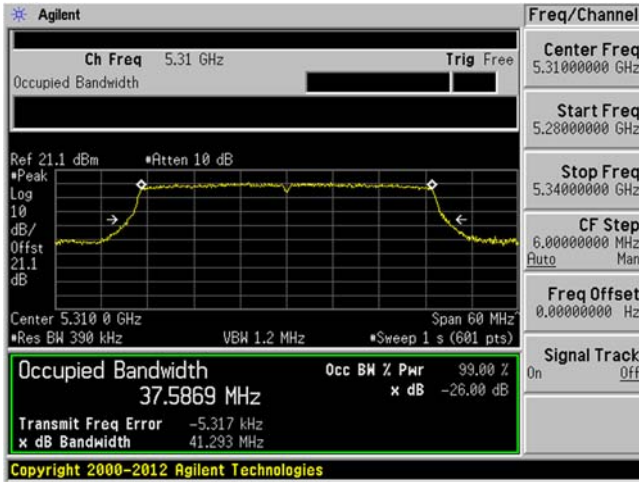 Agilent
Freq/Channel
Ch Freq 5.31 GHz Trig Free
Occupied Bandwidth
Center Freq
5.31000000 GHz
Start Freq
5.28000000 GHz
Stop Freq
5.34000000 GHz
CF Step
6.00000000 MHz
Auto Man
Freq Offset
0.00000000 Hz
Signal Track
On Off
Ref 21.1 dBm #Atten 10 dB
#Peak
Log
10
dB/
Offst
21.1
dB
Center 5.310 0 GHz Span 60 MHz
#Res BW 390 kHz VBW 1.2 MHz #Sweep 1 s (601 pts)
Occupied Bandwidth Occ BW % Pwr 99.00 %
37.5869 MHz x dB -26.00 dB
Transmit Freq Error -5.317 kHz
x dB Bandwidth 41.293 MHz
Copyright 2000-2012 Agilent Technologies